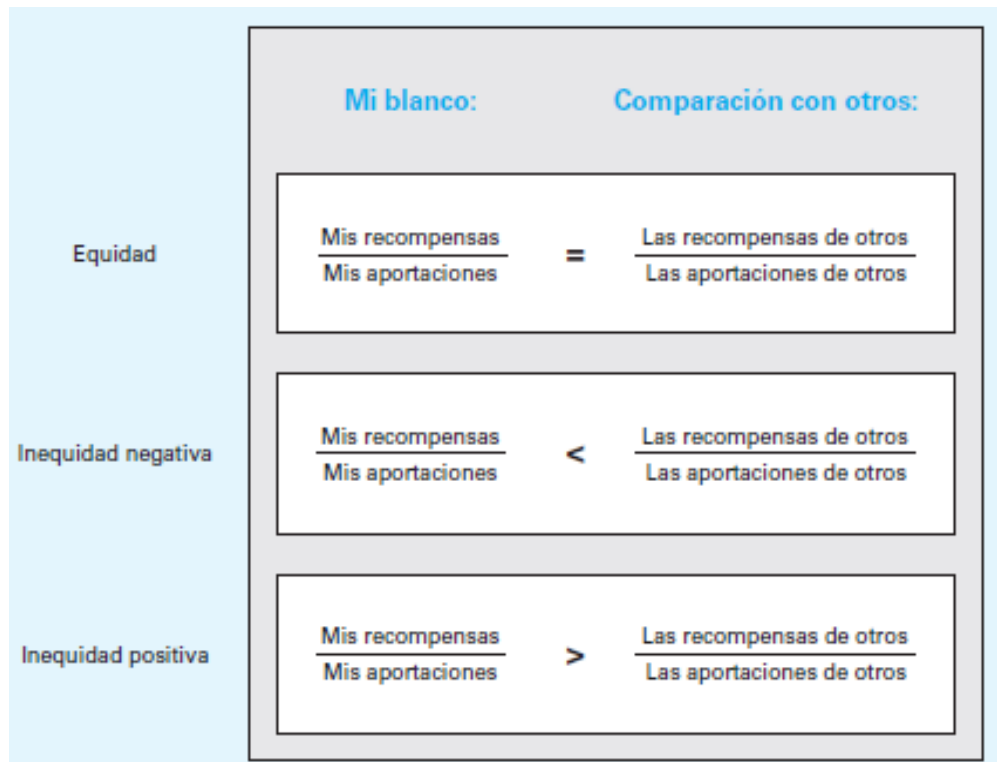 Mi blanco: Comparación con otros:
Equidad
Mis recompensas = Las recompensas de otros
Mis aportaciones Las aportaciones de otros
Inequidad negativa
Mis recompensas < Las recompensas de otros
Mis aportaciones Las aportaciones de otros
Inequidad positiva
Mis recompensas > Las recompensas de otros
Mis aportaciones Las aportaciones de otros